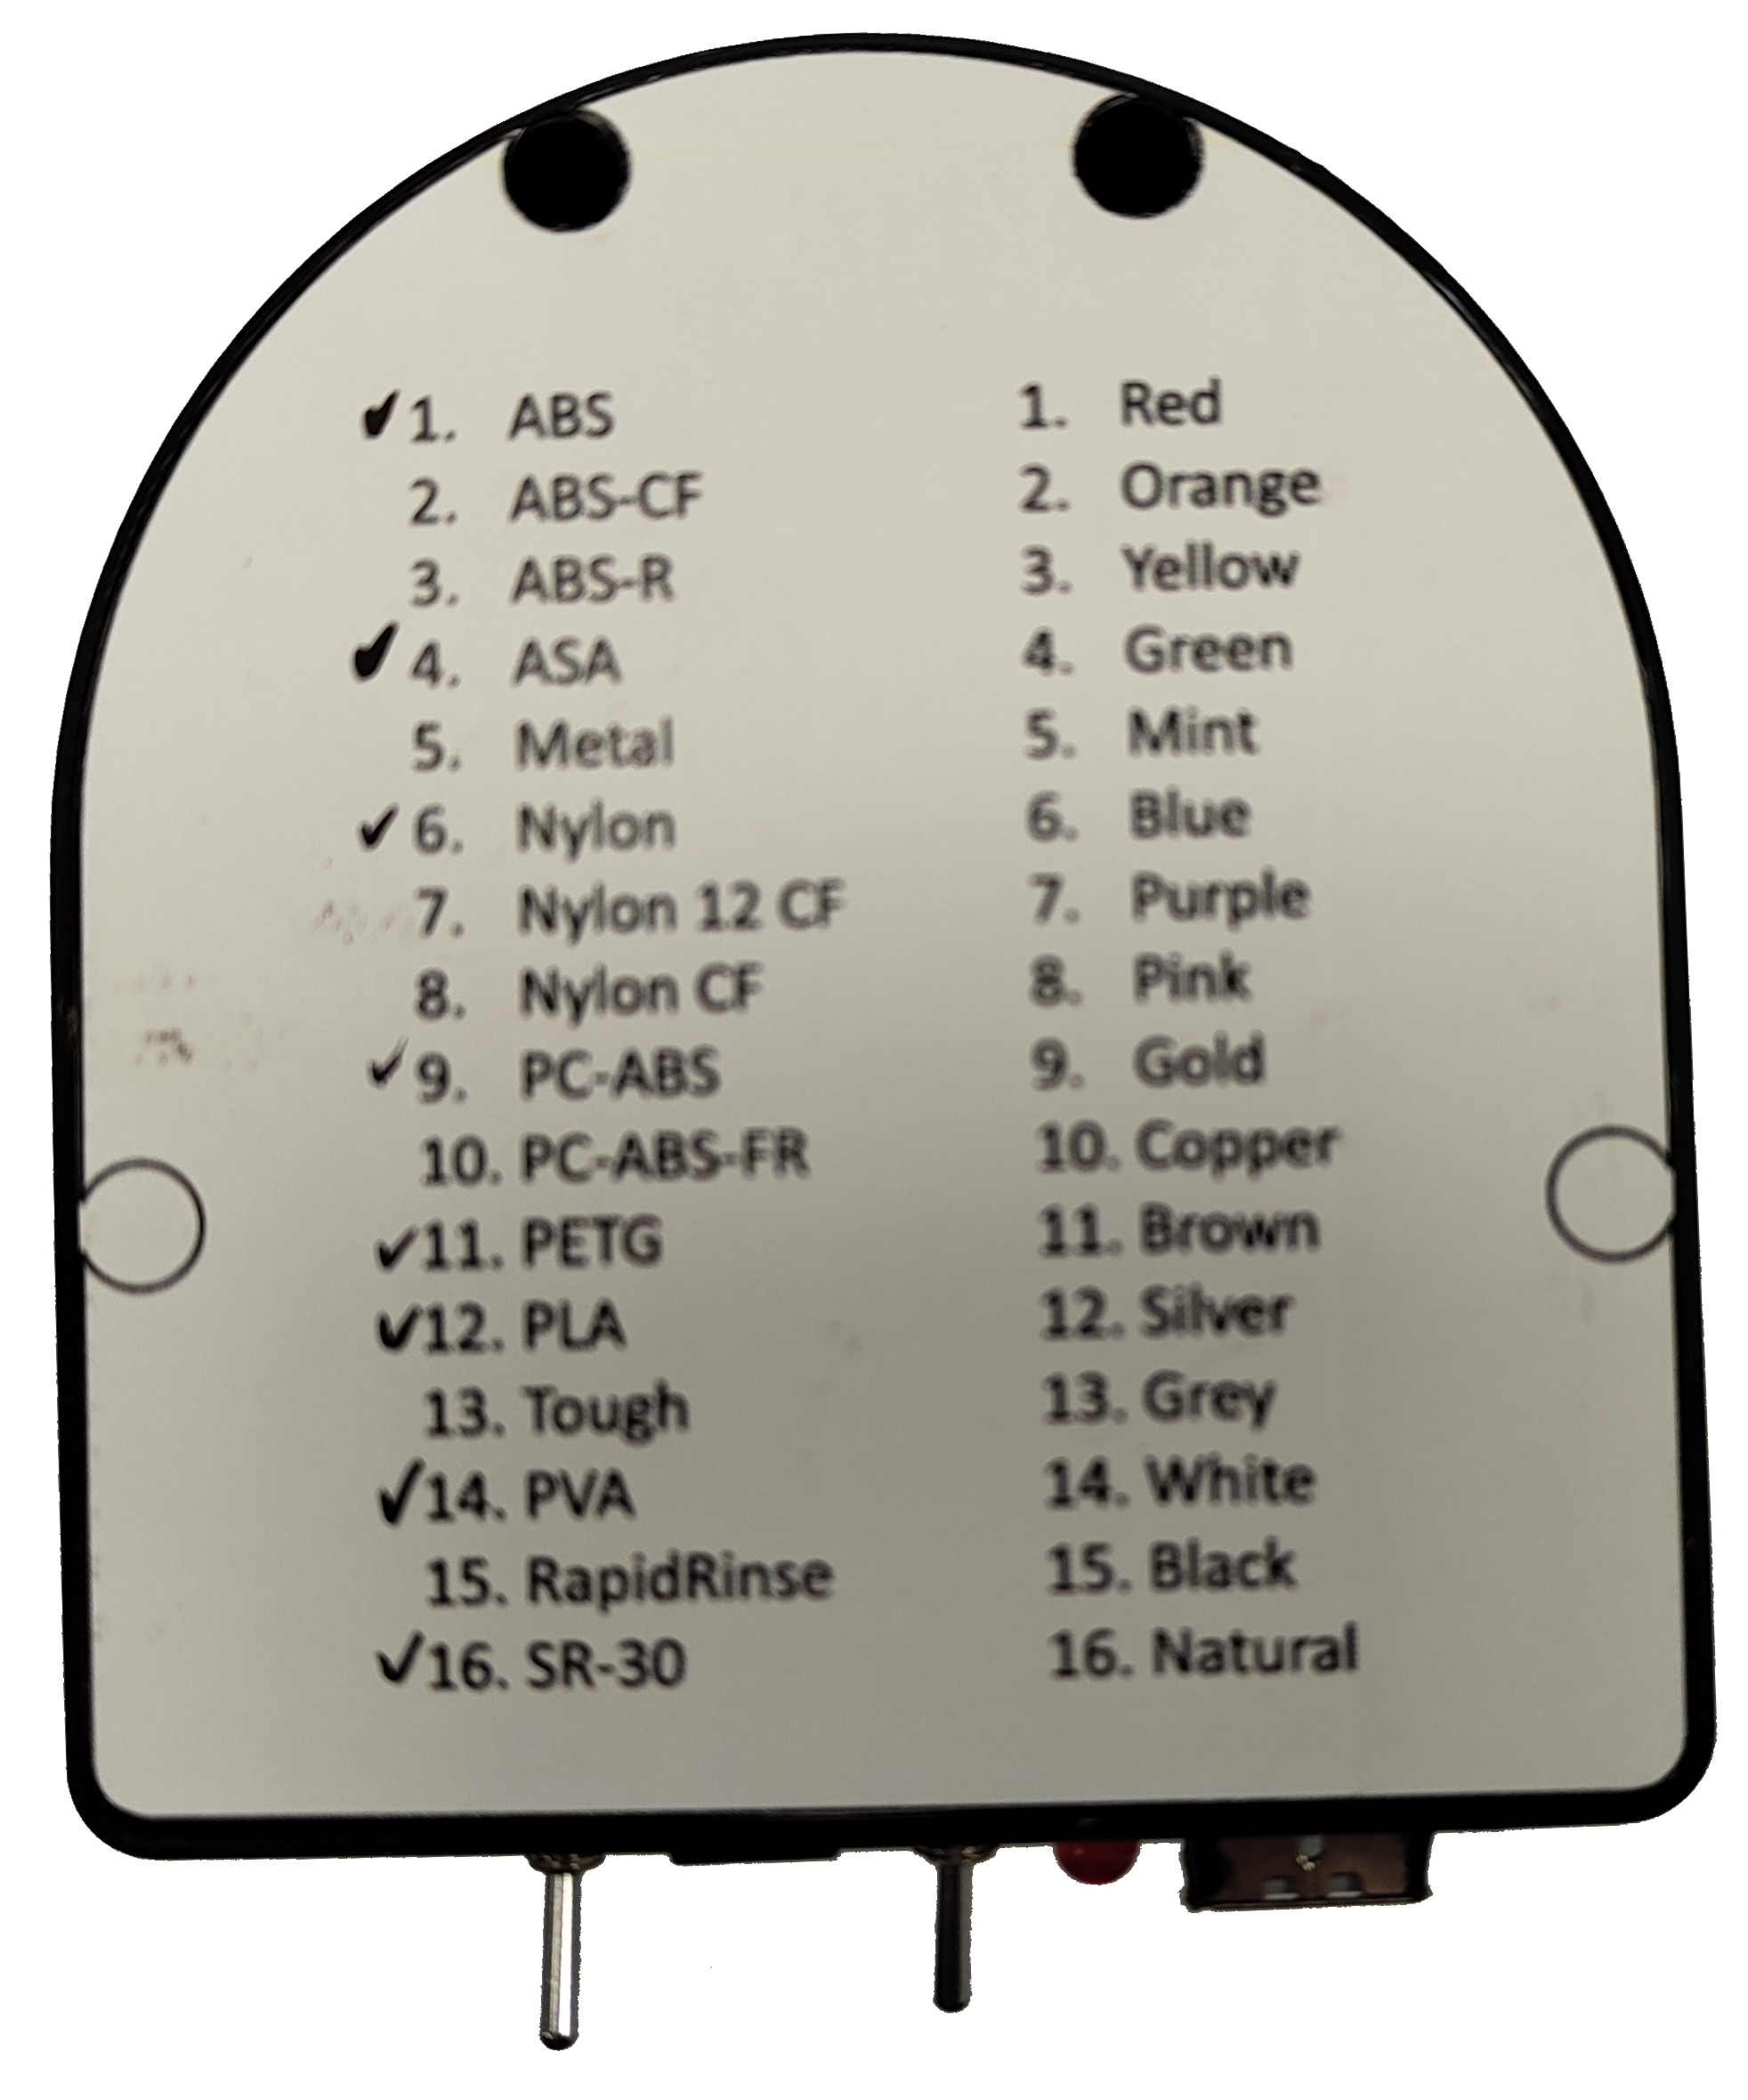 ✓1. ABS
2. ABS-CF
3. ABS-R
✓4. ASA
5. Metal
✓6. Nylon
7. Nylon 12 CF
8. Nylon CF
✓9. PC-ABS
10. PC-ABS-FR
✓11. PETG
✓12. PLA
13. Tough
✓14. PVA
15. RapidRinse
✓16. SR-30
1. Red
2. Orange
3. Yellow
4. Green
5. Mint
6. Blue
7. Purple
8. Pink
9. Gold
10. Copper
11. Brown
12. Silver
13. Grey
14. White
15. Black
16. Natural